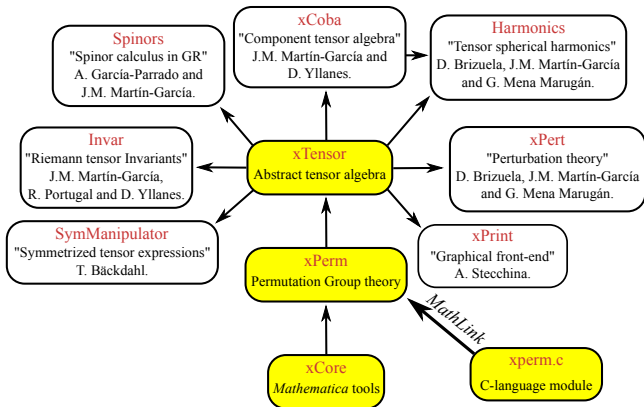 Spinors
"Spinor calculus in GR"
A. García-Parrado and
J.M. Martín-García.
xCoba
"Component tensor algebra"
J.M. Martín-García and
D. Yllanes.
Harmonics
"Tensor spherical harmonics"
D. Brizuela, J.M. Martín-García
and G. Mena Marugán.
Invar
"Riemann tensor Invariants"
J.M. Martín-García,
R. Portugal and D. Yllanes.
xTensor
Abstract tensor algebra
xPert
"Perturbation theory"
D. Brizuela, J.M. Martín-García
and G. Mena Marugán.
SymManipulator
"Symmetrized tensor expressions"
T. Bäckdahl.
xPerm
Permutation Group theory
xPrint
"Graphical front-end"
A. Stecchina.
MathLink
xCore
Mathematica tools
xperm.c
C-language module